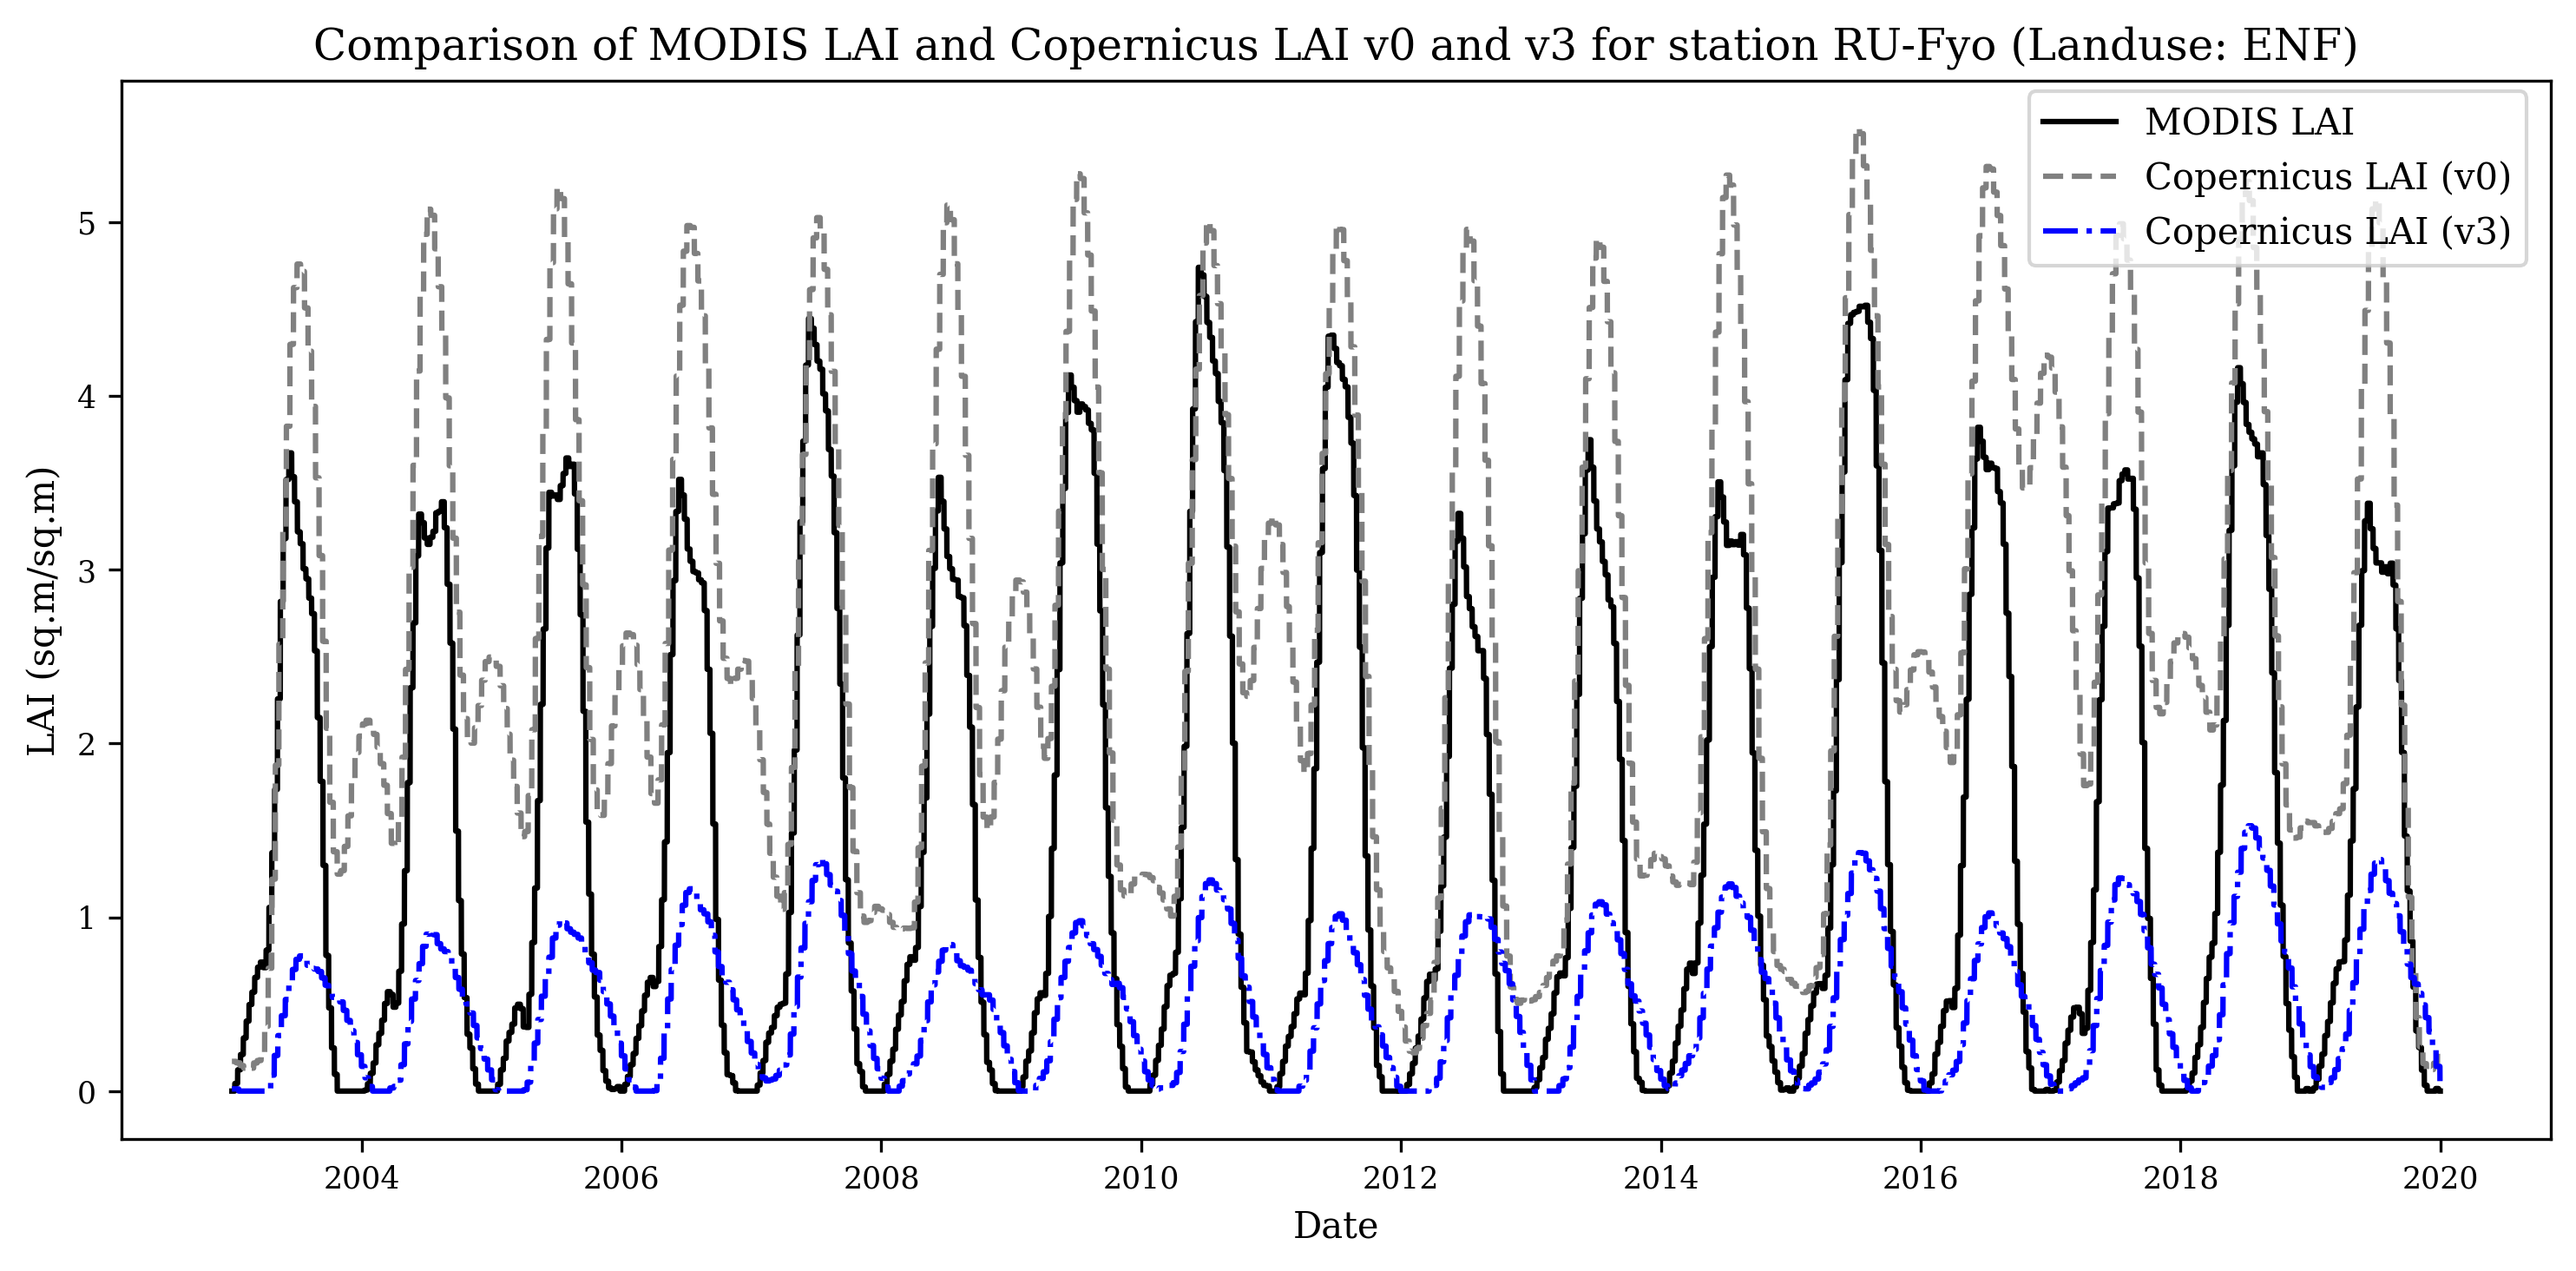 Comparison of MODIS LAI and Copernicus LAI v0 and v3 for station RU-Fyo (Landuse: ENF)
MODIS LAI
Copernicus LAI (v0)
Copernicus LAI (v3)
LAI (sq.m/sq.m)
5
4
3
2
1
0
2004 2006 2008 2010 2012 2014 2016 2018 2020
Date